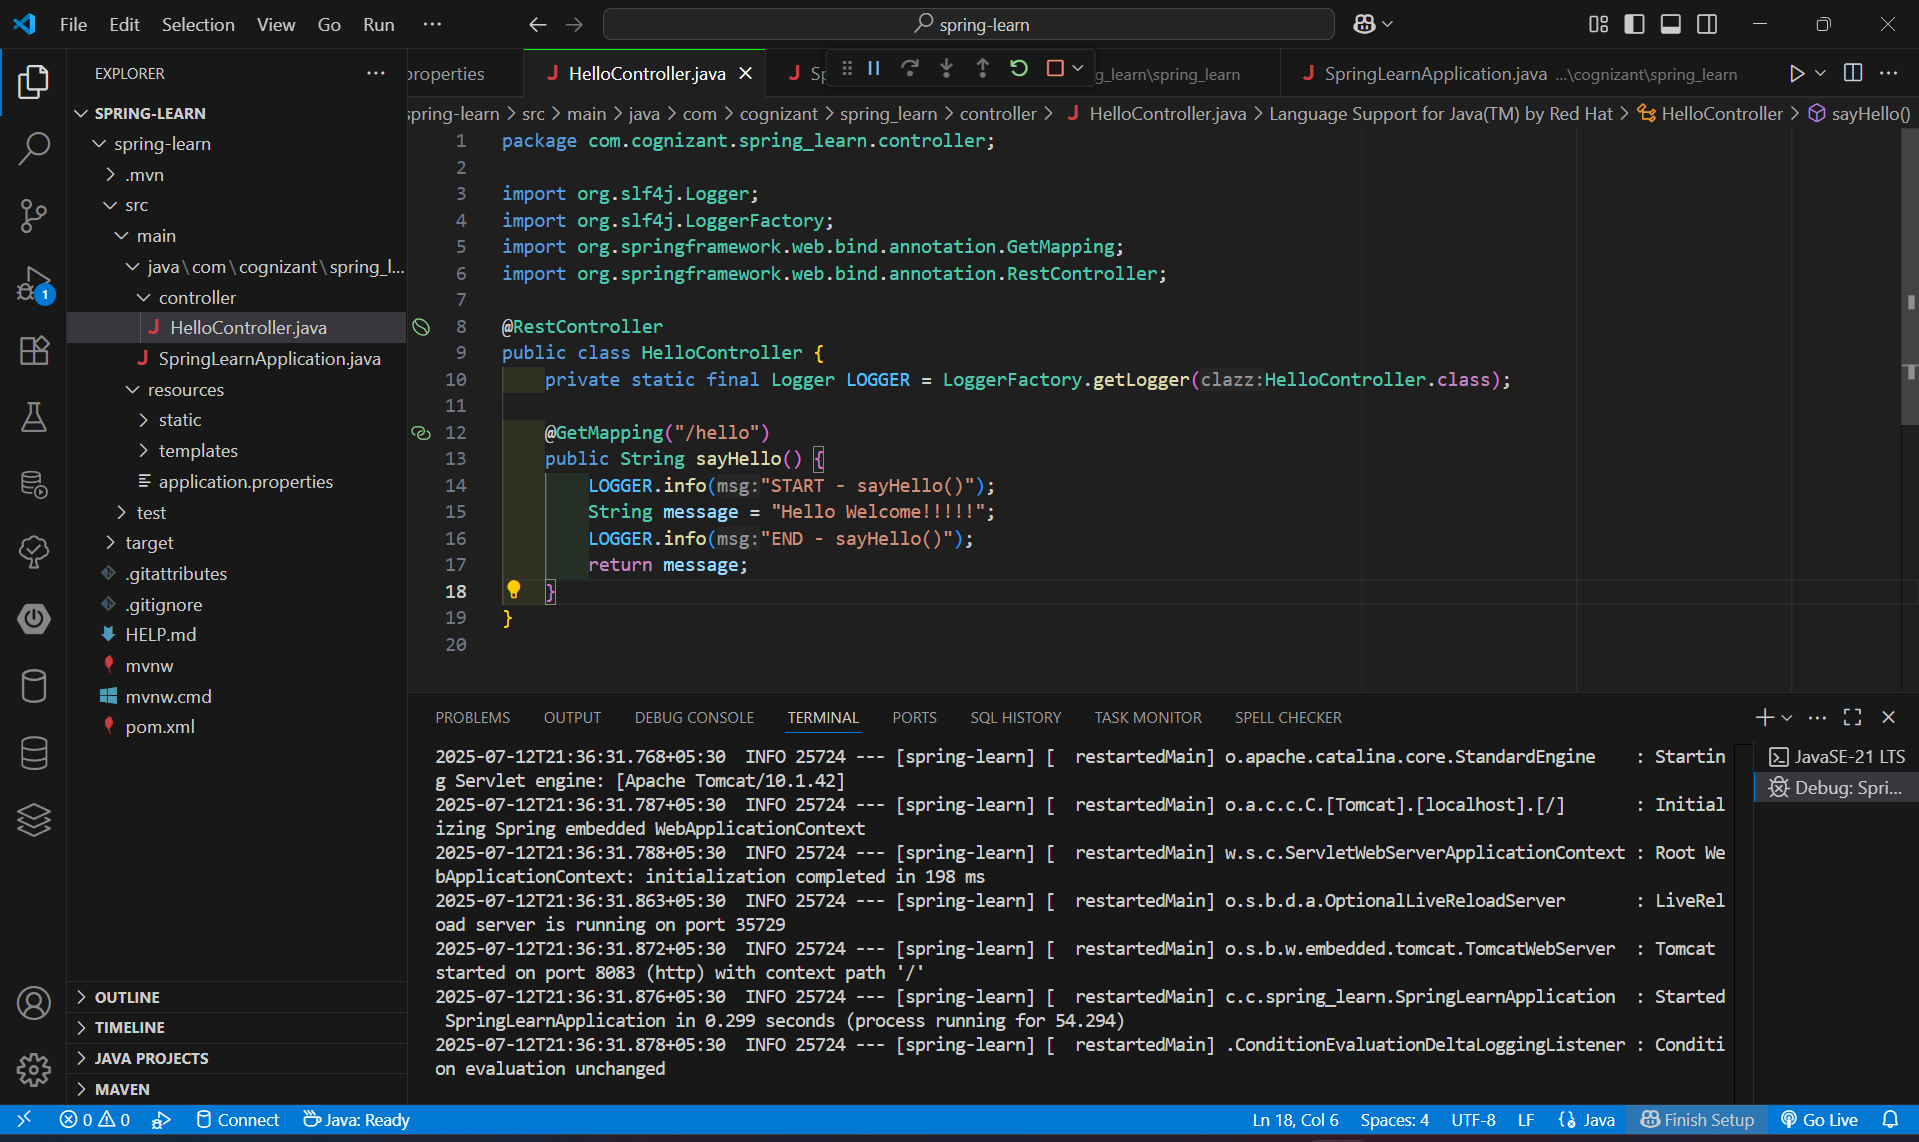 File Edit Selection View Go Run ···
spring-learn
EXPLORER
SPRING-LEARN
spring-learn
.mvn
src
main
java\com\cognizant\spring_l...
controller
HelloController.java
SpringLearnApplication.java
resources
static
templates
application.properties
test
target
.gitattributes
.gitignore
HELP.md
mvnw
mvnw.cmd
pom.xml
OUTLINE
TIMELINE
JAVA PROJECTS
MAVEN
1
roperties
HelloController.java
g_learn\spring_learn
SpringLearnApplication.java ...\cognizant\spring_learn
spring-learn > src > main > java > com > cognizant > spring_learn > controller > HelloController.java > Language Support for Java(TM) by Red Hat > HelloController > sayHello()
1 package com.cognizant.spring_learn.controller;
2
3 import org.slf4j.Logger;
4 import org.slf4j.LoggerFactory;
5 import org.springframework.web.bind.annotation.GetMapping;
6 import org.springframework.web.bind.annotation.RestController;
7
8 @RestController
9 public class HelloController {
10 private static final Logger LOGGER = LoggerFactory.getLogger(clazz:HelloController.class);
11
12 @GetMapping("/hello")
13 public String sayHello() {
14 LOGGER.info(msg:"START - sayHello()");
15 String message = "Hello Welcome!!!!!";
16 LOGGER.info(msg:"END - sayHello()");
17 return message;
18 }
19 }
20
PROBLEMS OUTPUT DEBUG CONSOLE TERMINAL PORTS SQL HISTORY TASK MONITOR SPELL CHECKER
2025-07-12T21:36:31.768+05:30 INFO 25724 --- [spring-learn] [ restartedMain] o.apache.catalina.core.StandardEngine : Startin
g Servlet engine: [Apache Tomcat/10.1.42]
2025-07-12T21:36:31.787+05:30 INFO 25724 --- [spring-learn] [ restartedMain] o.a.c.c.C.[Tomcat].[localhost].[/] : Initial
izing Spring embedded WebApplicationContext
2025-07-12T21:36:31.788+05:30 INFO 25724 --- [spring-learn] [ restartedMain] w.s.c.ServletWebServerApplicationContext : Root We
bApplicationContext: initialization completed in 198 ms
2025-07-12T21:36:31.863+05:30 INFO 25724 --- [spring-learn] [ restartedMain] o.s.b.d.a.OptionalLiveReloadServer : LiveRel
oad server is running on port 35729
2025-07-12T21:36:31.872+05:30 INFO 25724 --- [spring-learn] [ restartedMain] o.s.b.w.embedded.tomcat.TomcatWebServer : Tomcat
started on port 8083 (http) with context path '/'
2025-07-12T21:36:31.876+05:30 INFO 25724 --- [spring-learn] [ restartedMain] c.c.spring_learn.SpringLearnApplication : Started
SpringLearnApplication in 0.299 seconds (process running for 54.294)
2025-07-12T21:36:31.878+05:30 INFO 25724 --- [spring-learn] [ restartedMain] .ConditionEvaluationDeltaLoggingListener : Conditi
on evaluation unchanged
JavaSE-21 LTS
Debug: Spri...
0 0 Connect Java: Ready Ln 18, Col 6 Spaces: 4 UTF-8 LF Java Finish Setup Go Live